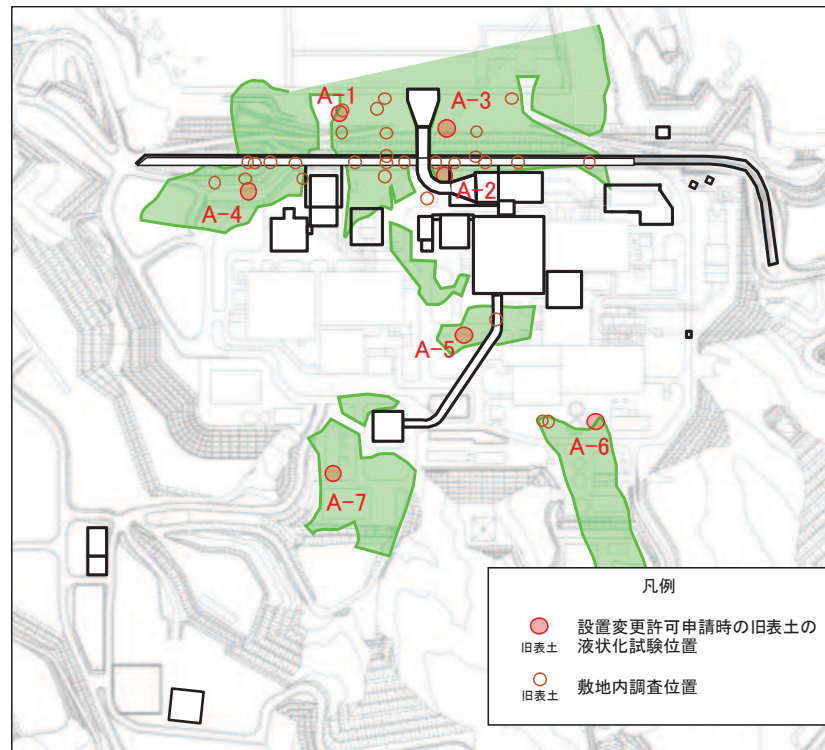 A-1
A-3
A-2
A-4
A-5
A-6
A-7
凡例
設置変更許可申請時の旧表土の
旧表土 液状化試験位置
敷地内調査位置
旧表土